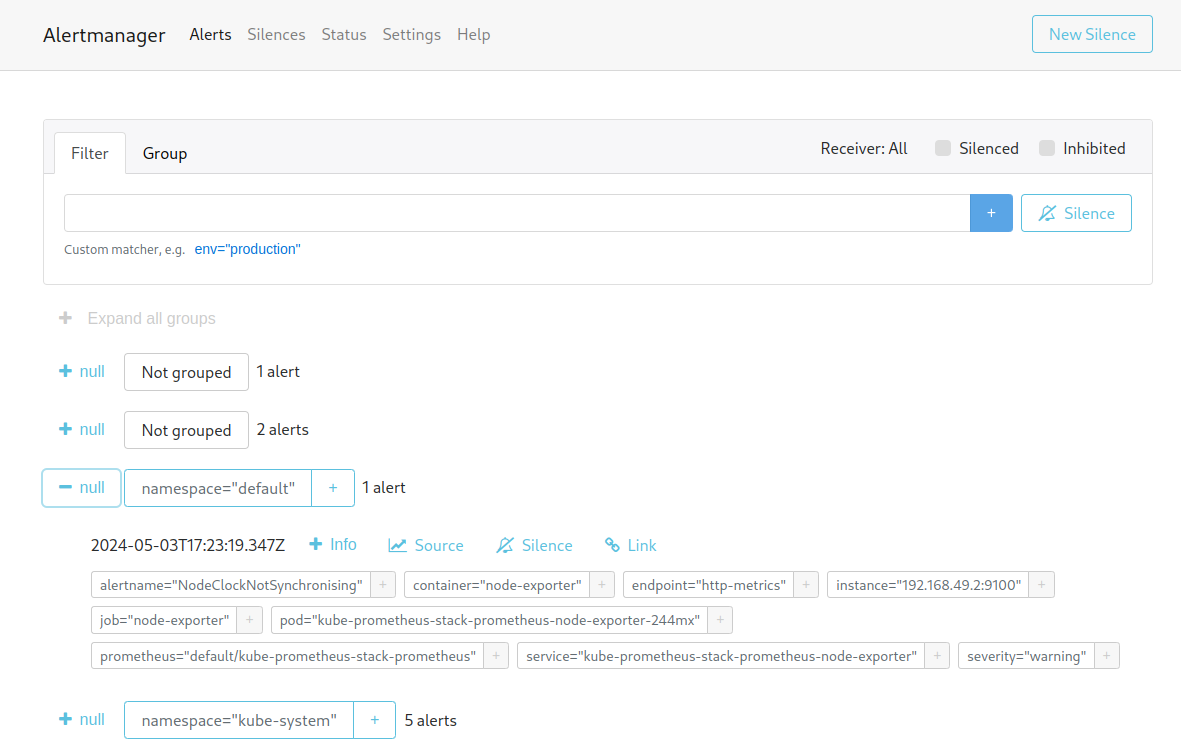 Alertmanager Alerts Silences Status Settings Help New Silence
Filter Group Receiver: All Silenced Inhibited
+ Silence
Custom matcher, e.g. env="production"
+ Expand all groups
+ null Not grouped 1 alert
+ null Not grouped 2 alerts
− null namespace="default" + 1 alert
2024-05-03T17:23:19.347Z + Info Source Silence Link
alertname="NodeClockNotSynchronising" + container="node-exporter" + endpoint="http-metrics" + instance="192.168.49.2:9100" +
job="node-exporter" + pod="kube-prometheus-stack-prometheus-node-exporter-244mx" +
prometheus="default/kube-prometheus-stack-prometheus" + service="kube-prometheus-stack-prometheus-node-exporter" + severity="warning" +
+ null namespace="kube-system" + 5 alerts